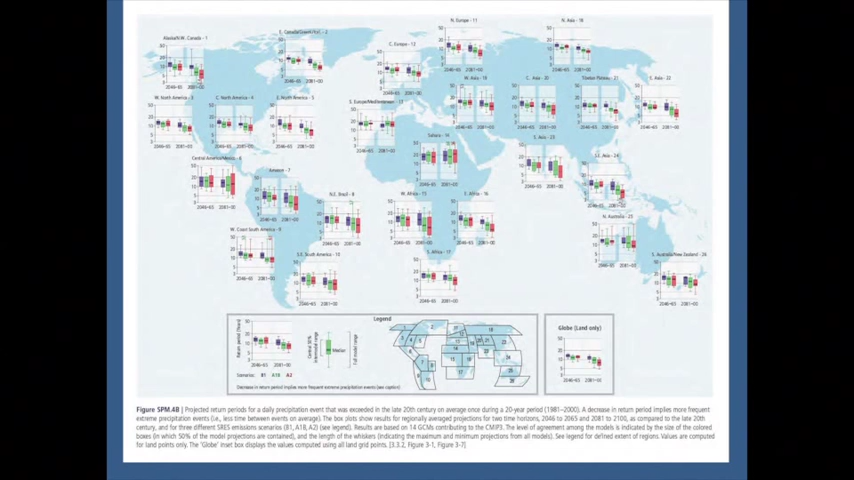 N. Europe - 11
N. Asia - 18
Alaska/N.W. Canada - 1
E. Canada/Greenl./Icel. - 2
C. Europe - 12
W. Asia - 19
C. Asia - 20
Tibetan Plateau - 21
E. Asia - 22
W. North America - 3
C. North America - 4
E. North America - 5
S. Europe/Mediterranean - 13
Sahara - 14
S. Asia - 23
Central America/Mexico - 6
Amazon - 7
S.E. Asia - 24
N.E. Brazil - 8
W. Africa - 15
E. Africa - 16
N. Australia - 25
W. Coast South America - 9
S.E. South America - 10
S. Africa - 17
S. Australia/New Zealand - 26
2046–65 2081–00
Legend
Return period (Years)
Central 50%
intermodel range
Median
Full model range
Scenarios: B1 A1B A2
Decrease in return period implies more frequent extreme precipitation events (see caption)
Globe (Land only)
Figure SPM.4B | Projected return periods for a daily precipitation event that was exceeded in the late 20th century on average once during a 20-year period (1981–2000). A decrease in return period implies more frequent
extreme precipitation events (i.e., less time between events on average). The box plots show results for regionally averaged projections for two time horizons, 2046 to 2065 and 2081 to 2100, as compared to the late 20th
century, and for three different SRES emissions scenarios (B1, A1B, A2) (see legend). Results are based on 14 GCMs contributing to the CMIP3. The level of agreement among the models is indicated by the size of the colored
boxes (in which 50% of the model projections are contained), and the length of the whiskers (indicating the maximum and minimum projections from all models). See legend for defined extent of regions. Values are computed
for land points only. The 'Globe' inset box displays the values computed using all land grid points. [3.3.2, Figure 3-1, Figure 3-7]